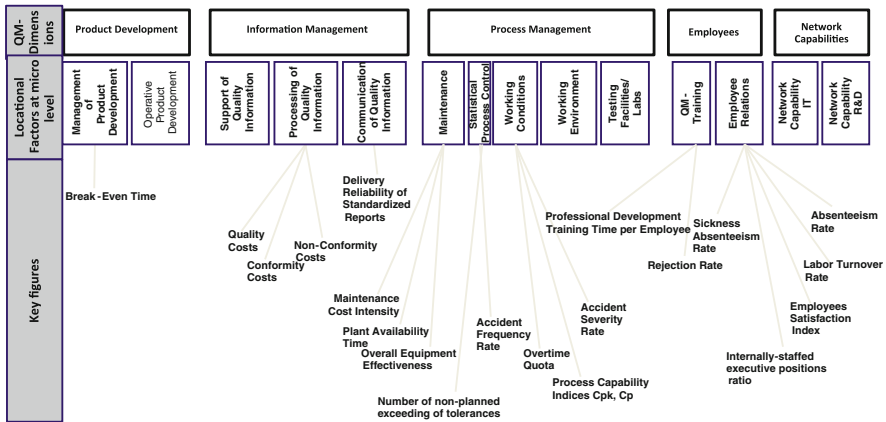 QM-
Dimens
ions
Product Development
Information Management
Process Management
Employees
Network
Capabilities
Locational
Factors at micro
level
Management
of
Product
Development
Operative
Product
Development
Support of
Quality
Information
Processing of
Quality
Information
Communication
of Quality
Information
Maintenance
Statistical
Process Control
Working
Conditions
Working
Environment
Testing
Facilities/
Labs
QM-
Training
Employee
Relations
Network
Capability
IT
Network
Capability
R&D
Key figures
Break-Even Time
Quality
Costs
Conformity
Costs
Non-Conformity
Costs
Delivery
Reliability of
Standardized
Reports
Maintenance
Cost Intensity
Plant Availability
Time
Overall Equipment
Effectiveness
Number of non-planned
exceeding of tolerances
Accident
Frequency
Rate
Overtime
Quota
Process Capability
Indices Cpk, Cp
Accident
Severity
Rate
Professional Development
Training Time per Employee
Rejection Rate
Sickness
Absenteeism
Rate
Internally-staffed
executive positions
ratio
Employees
Satisfaction
Index
Labor Turnover
Rate
Absenteeism
Rate